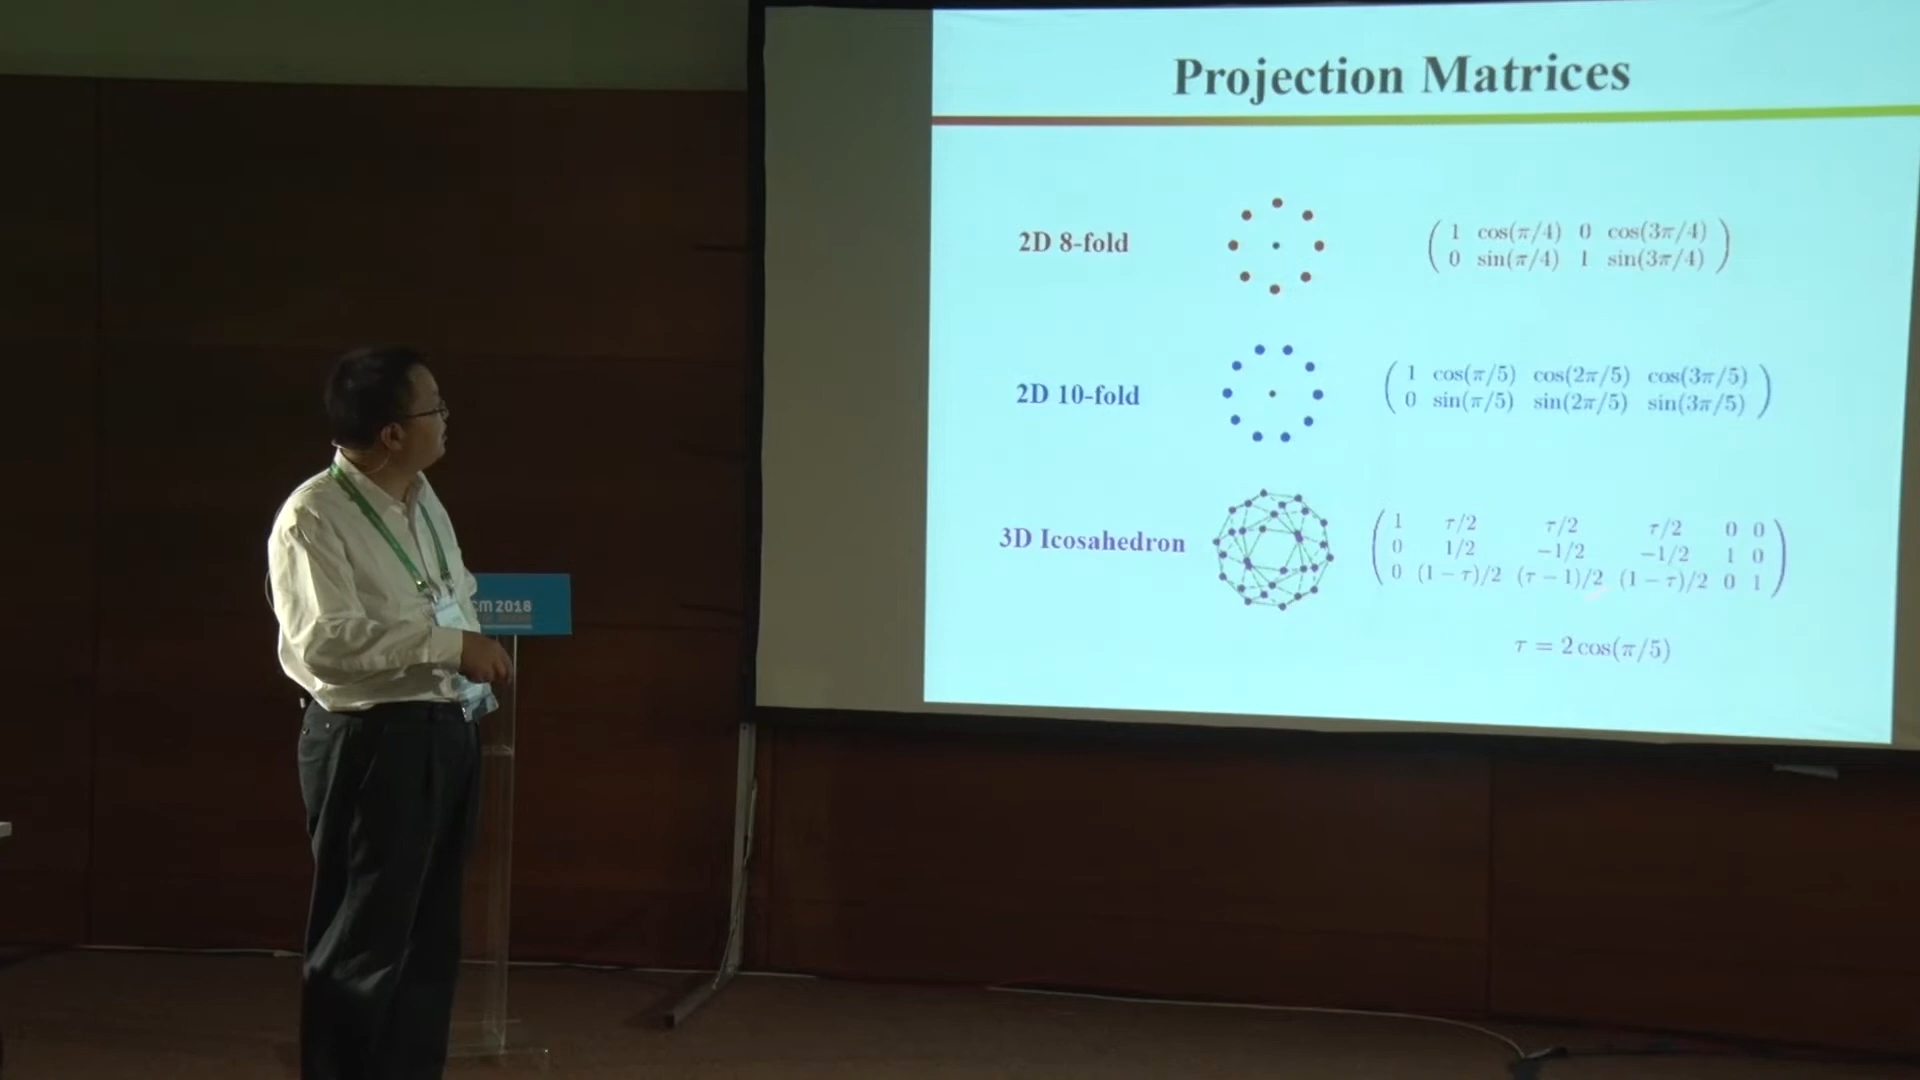 Projection Matrices
2D 8-fold
1 cos(π/4) 0 cos(3π/4)
0 sin(π/4) 1 sin(3π/4)
2D 10-fold
1 cos(π/5) cos(2π/5) cos(3π/5)
0 sin(π/5) sin(2π/5) sin(3π/5)
3D Icosahedron
1 τ/2 τ/2 τ/2 0 0
0 1/2 −1/2 −1/2 1 0
0 (1 − τ)/2 (τ − 1)/2 (1 − τ)/2 0 1
τ = 2 cos(π/5)
CM 2018